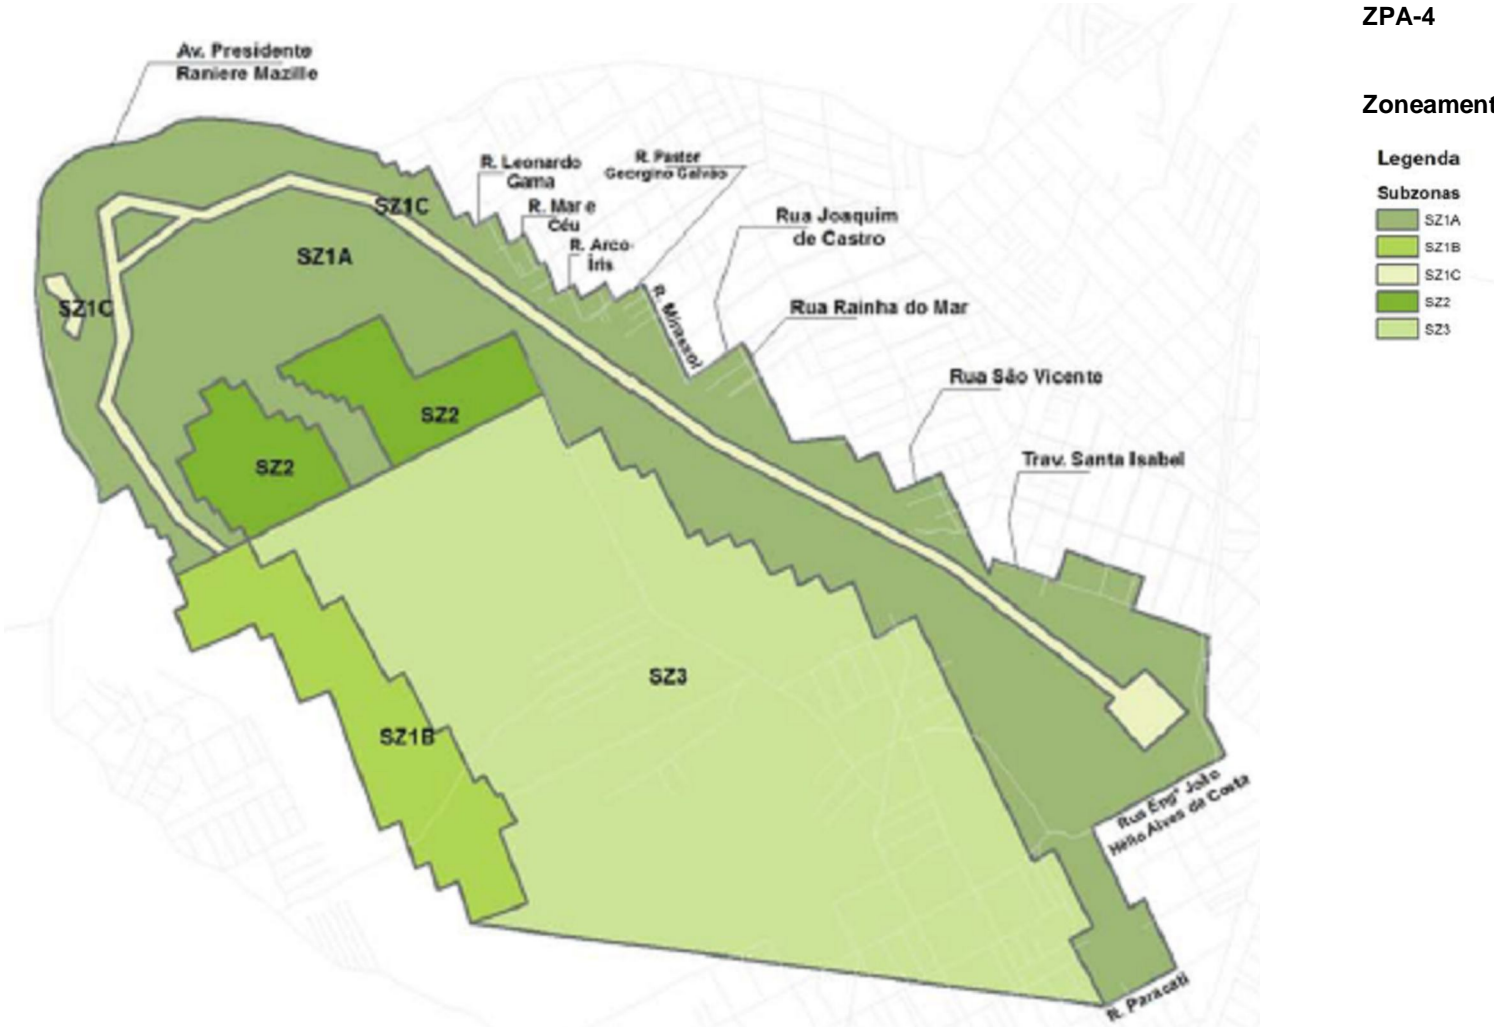 ZPA-4
Zoneament
Legenda
Subzonas
SZ1A
SZ1B
SZ1C
SZ2
SZ3
Av. Presidente
Raniere Mazille
R. Leonardo
Gama
R. Mar e
Céu
R. Arco-
Íris
R. Pastor
Georgino Galvão
R. Mirassol
Rua Joaquim
de Castro
Rua Rainha do Mar
Rua São Vicente
Trav. Santa Isabel
SZ1C
SZ1A
SZ1C
SZ2
SZ2
SZ3
SZ1B
Rua Engº João
Hélio Alves da Costa
R. Paracati